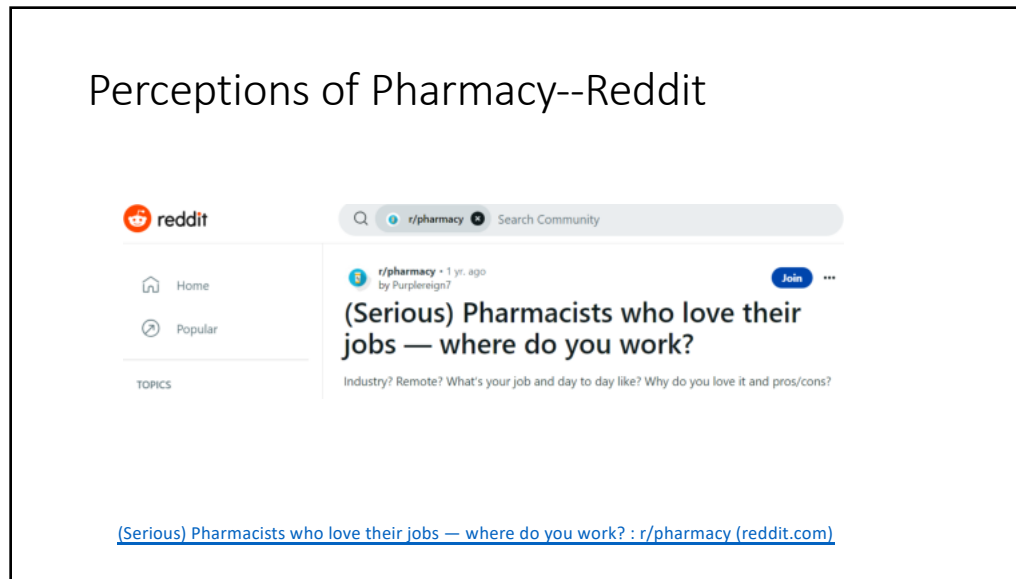 Perceptions of Pharmacy--Reddit
reddit
r/pharmacy Search Community
Home
Popular
TOPICS
r/pharmacy • 1 yr. ago
by Purplereign7
Join
(Serious) Pharmacists who love their
jobs — where do you work?
Industry? Remote? What's your job and day to day like? Why do you love it and pros/cons?
(Serious) Pharmacists who love their jobs — where do you work? : r/pharmacy (reddit.com)